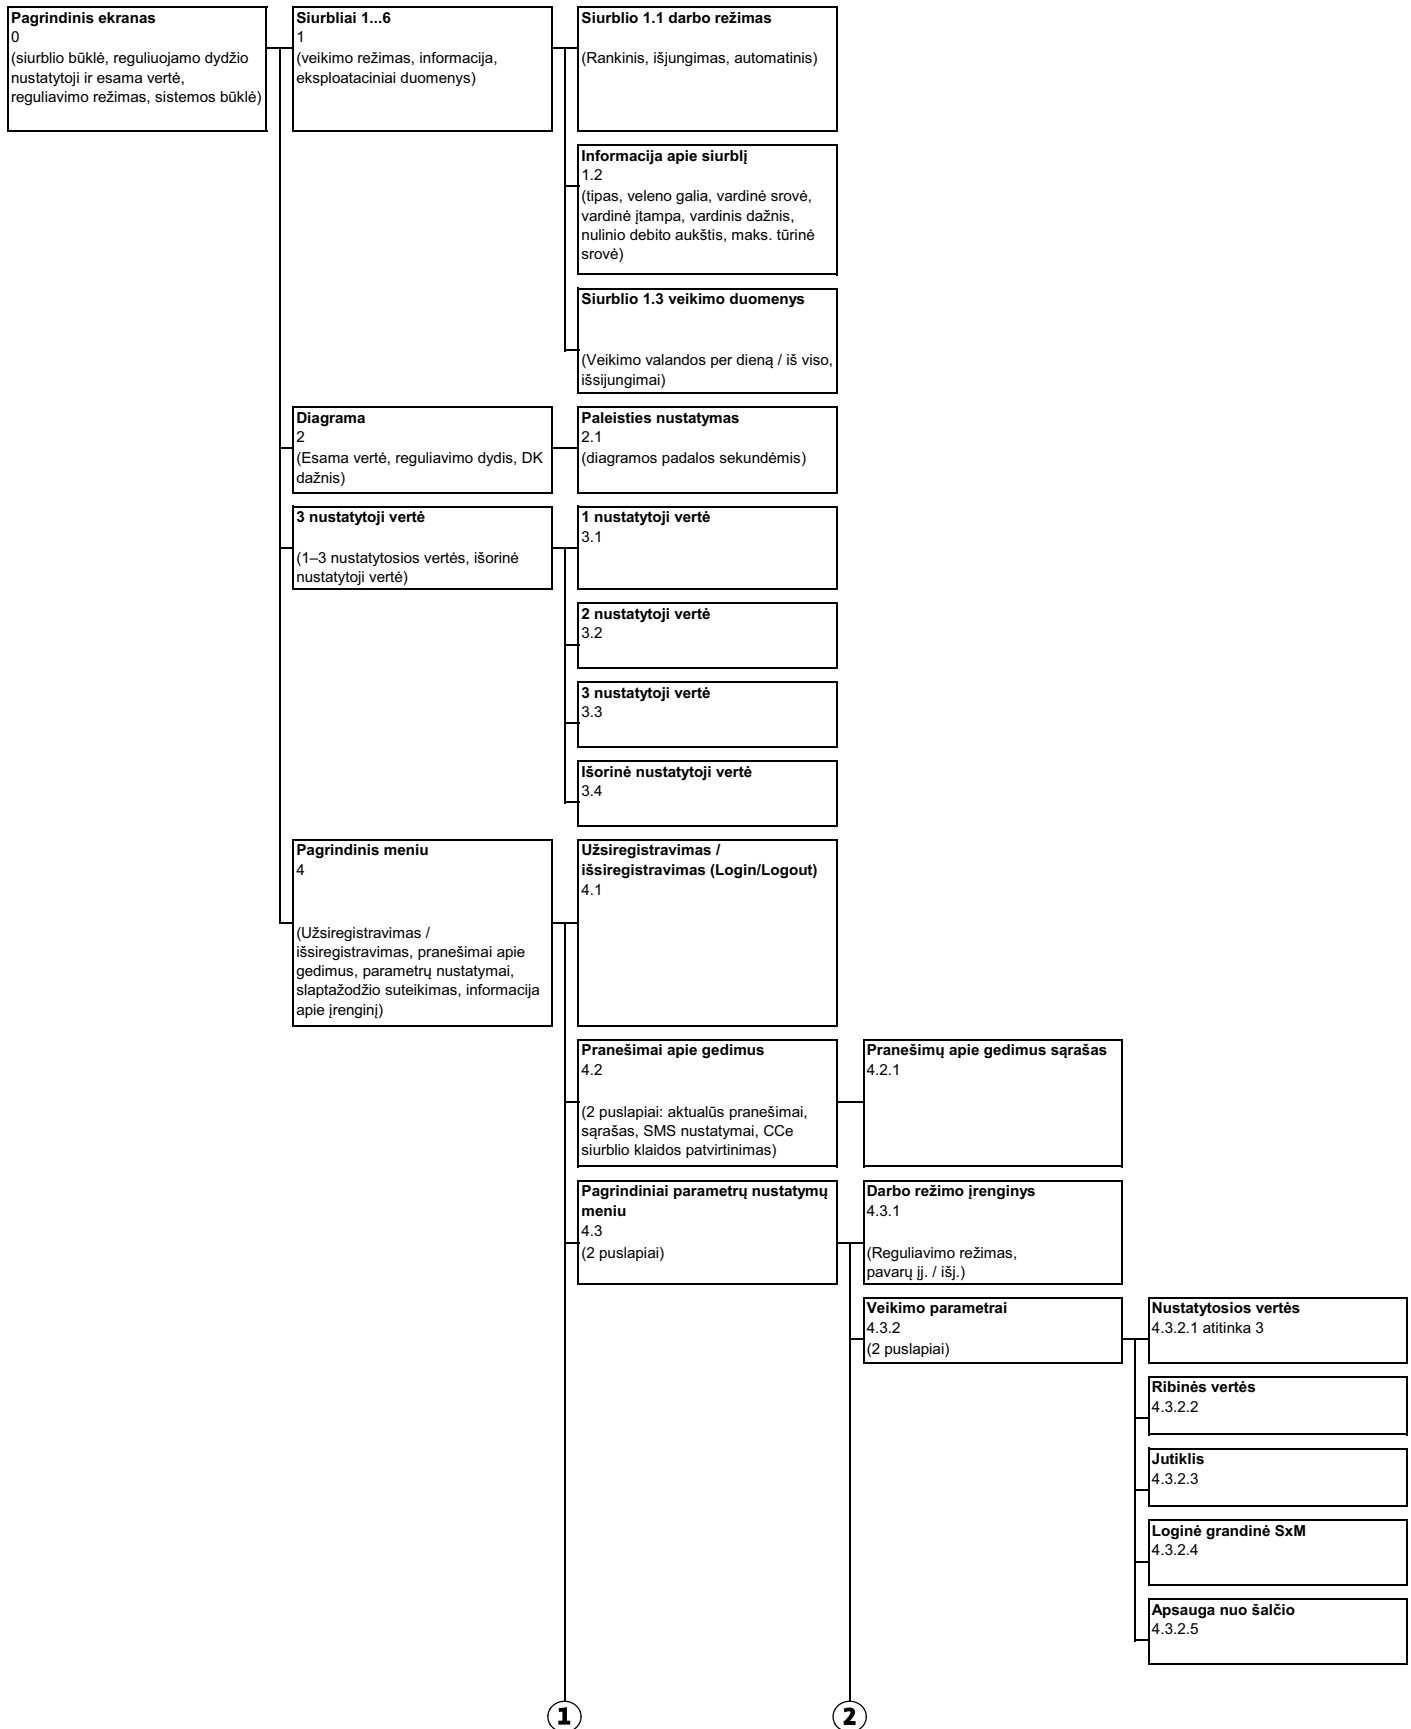 Pagrindinis ekranas
0
(siurblio būklė, reguliuojamo dydžio
nustatytoji ir esama vertė,
reguliavimo režimas, sistemos būklė)
Siurbliai 1...6
1
(veikimo režimas, informacija,
eksploataciniai duomenys)
Siurblio 1.1 darbo režimas
(Rankinis, išjungimas, automatinis)
Informacija apie siurblį
1.2
(tipas, veleno galia, vardinė srovė,
vardinė įtampa, vardinis dažnis,
nulinio debito aukštis, maks. tūrinė
srovė)
Siurblio 1.3 veikimo duomenys
(Veikimo valandos per dieną / iš viso,
išsijungimai)
Diagrama
2
(Esama vertė, reguliavimo dydis, DK
dažnis)
Paleisties nustatymas
2.1
(diagramos padalos sekundėmis)
3 nustatytoji vertė
(1–3 nustatytosios vertės, išorinė
nustatytoji vertė)
1 nustatytoji vertė
3.1
2 nustatytoji vertė
3.2
3 nustatytoji vertė
3.3
Išorinė nustatytoji vertė
3.4
Pagrindinis meniu
4
(Užsiregistravimas /
išsiregistravimas, pranešimai apie
gedimus, parametrų nustatymai,
slaptažodžio suteikimas, informacija
apie įrenginį)
Užsiregistravimas /
išsiregistravimas (Login/Logout)
4.1
Pranešimai apie gedimus
4.2
(2 puslapiai: aktualūs pranešimai,
sąrašas, SMS nustatymai, CCe
siurblio klaidos patvirtinimas)
Pranešimų apie gedimus sąrašas
4.2.1
Pagrindiniai parametrų nustatymų
meniu
4.3
(2 puslapiai)
Darbo režimo įrenginys
4.3.1
(Reguliavimo režimas,
pavarų įj. / išj.)
Veikimo parametrai
4.3.2
(2 puslapiai)
Nustatytosios vertės
4.3.2.1 atitinka 3
Ribinės vertės
4.3.2.2
Jutiklis
4.3.2.3
Loginė grandinė SxM
4.3.2.4
Apsauga nuo šalčio
4.3.2.5
1
2